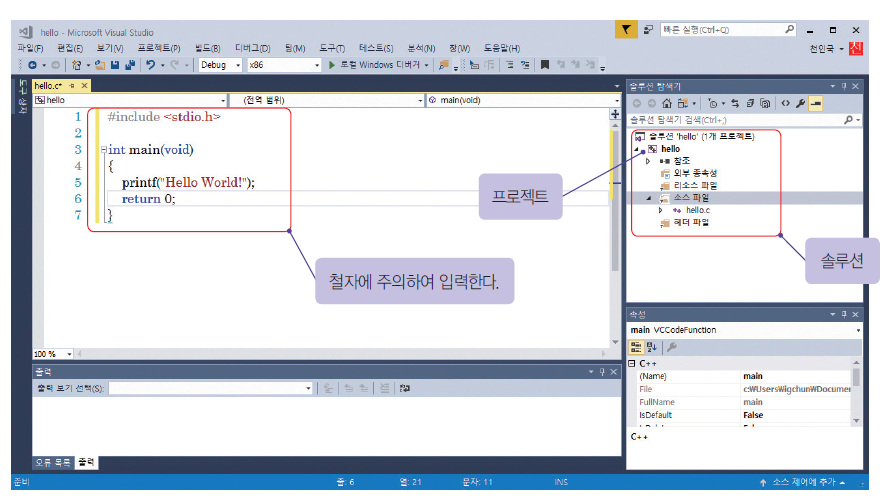 hello - Microsoft Visual Studio
빠른 실행(Ctrl+Q)
파일(F) 편집(E) 보기(V) 프로젝트(P) 빌드(B) 디버그(D) 팀(M) 도구(T) 테스트(S) 분석(N) 창(W) 도움말(H)
천인국
천
Debug x86 로컬 Windows 디버거
도구 상자
hello.c*
hello (전역 범위) main(void)
1 #include <stdio.h>
2
3 int main(void)
4 {
5 printf("Hello World!");
6 return 0;
7 }
철자에 주의하여 입력한다.
프로젝트
솔루션
100 %
솔루션 탐색기
솔루션 탐색기 검색(Ctrl+;)
솔루션 'hello' (1개 프로젝트)
hello
참조
외부 종속성
리소스 파일
소스 파일
hello.c
헤더 파일
속성
main VCCodeFunction
C++
(Name) main
File c:\Users\igchun\Documen
FullName main
IsDefault False
C++
출력
출력 보기 선택(S):
오류 목록 출력
준비 줄: 6 열: 21 문자: 11 INS 소스 제어에 추가